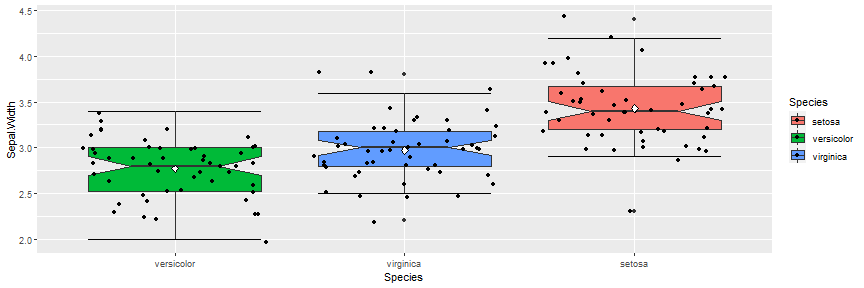 4.5
4.0
3.5
3.0
2.5
2.0
Sepal.Width
versicolor virginica setosa
Species
Species
setosa
versicolor
virginica